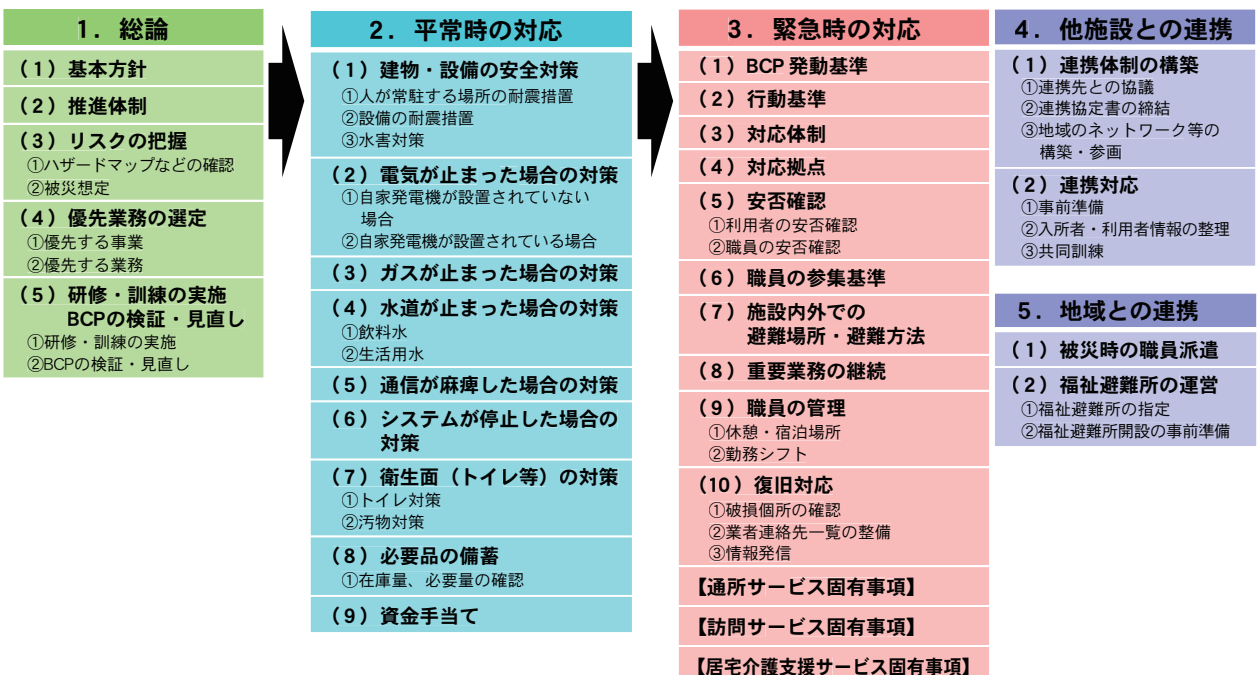 1．総論
（1）基本方針
（2）推進体制
（3）リスクの把握
①ハザードマップなどの確認
②被災想定
（4）優先業務の選定
①優先する事業
②優先する業務
（5）研修・訓練の実施
BCPの検証・見直し
①研修・訓練の実施
②BCPの検証・見直し
2．平常時の対応
（1）建物・設備の安全対策
①人が常駐する場所の耐震措置
②設備の耐震措置
③水害対策
（2）電気が止まった場合の対策
①自家発電機が設置されていない
場合
②自家発電機が設置されている場合
（3）ガスが止まった場合の対策
（4）水道が止まった場合の対策
①飲料水
②生活用水
（5）通信が麻痺した場合の対策
（6）システムが停止した場合の
対策
（7）衛生面（トイレ等）の対策
①トイレ対策
②汚物対策
（8）必要品の備蓄
①在庫量、必要量の確認
（9）資金手当て
3．緊急時の対応
（1）BCP発動基準
（2）行動基準
（3）対応体制
（4）対応拠点
（5）安否確認
①利用者の安否確認
②職員の安否確認
（6）職員の参集基準
（7）施設内外での
避難場所・避難方法
（8）重要業務の継続
（9）職員の管理
①休憩・宿泊場所
②勤務シフト
（10）復旧対応
①破損個所の確認
②業者連絡先一覧の整備
③情報発信
【通所サービス固有事項】
【訪問サービス固有事項】
【居宅介護支援サービス固有事項】
4．他施設との連携
（1）連携体制の構築
①連携先との協議
②連携協定書の締結
③地域のネットワーク等の
構築・参画
（2）連携対応
①事前準備
②入所者・利用者情報の整理
③共同訓練
5．地域との連携
（1）被災時の職員派遣
（2）福祉避難所の運営
①福祉避難所の指定
②福祉避難所開設の事前準備